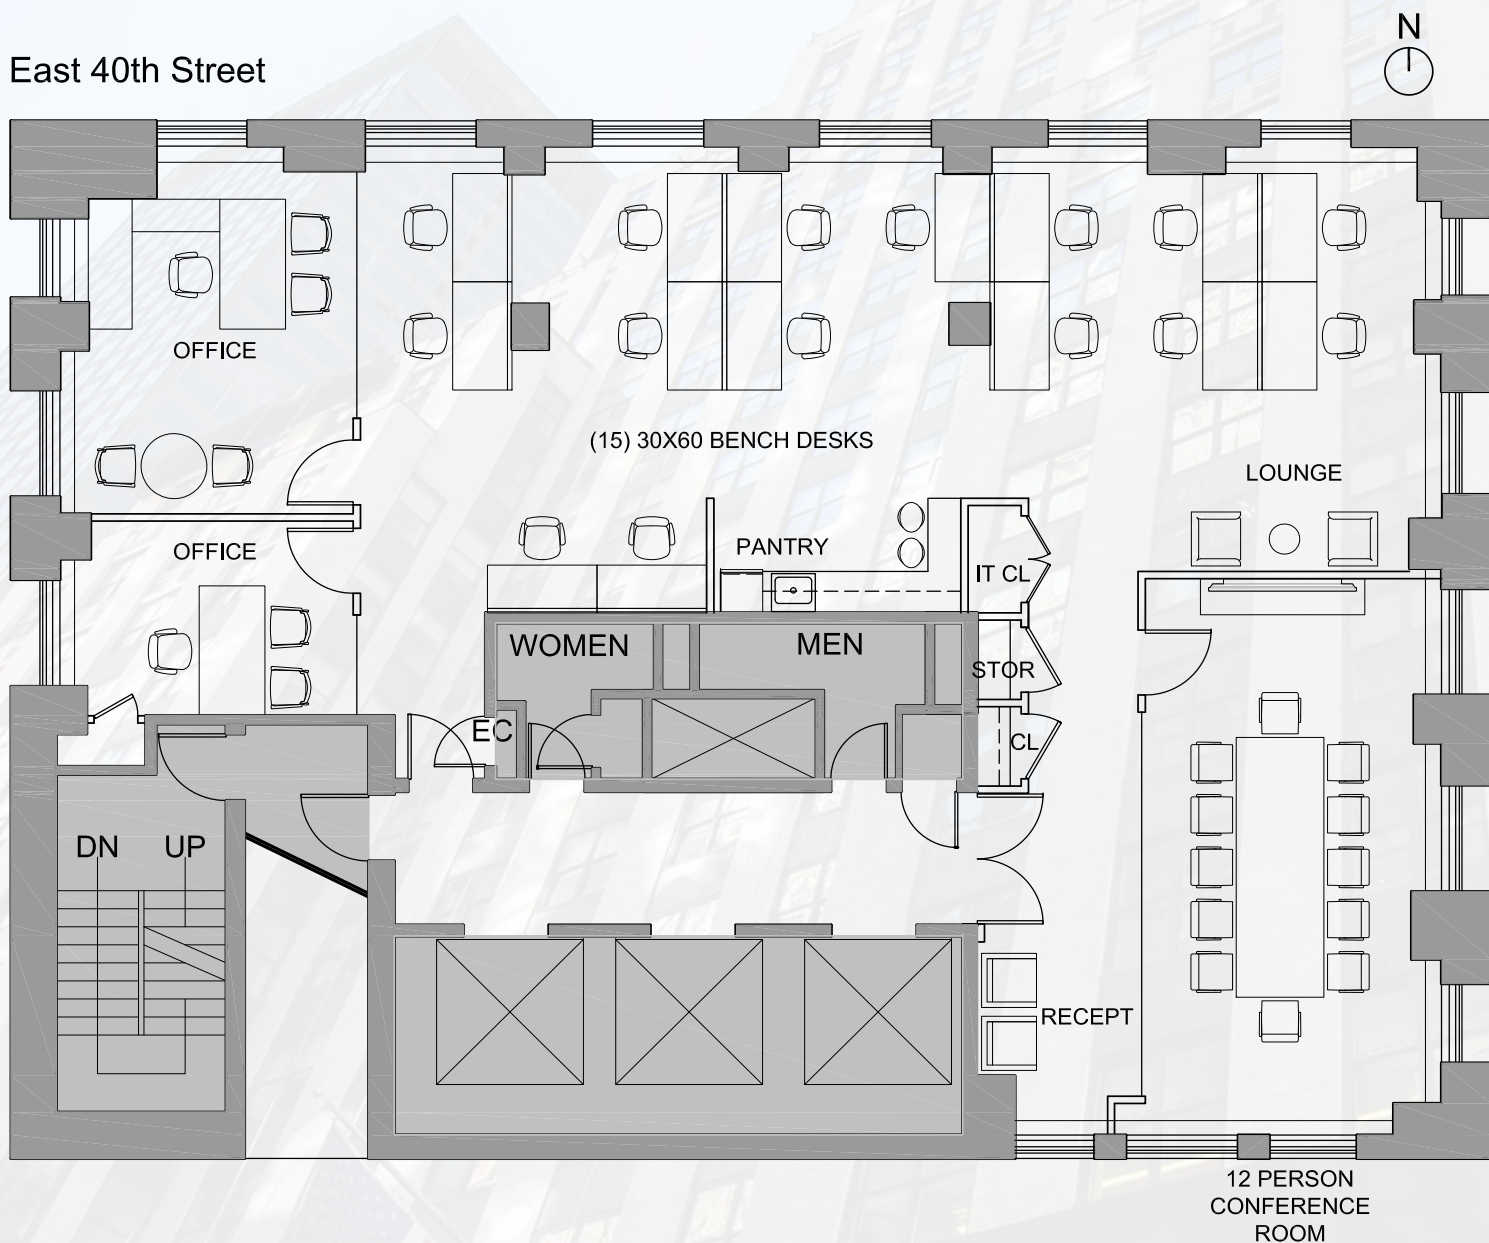 N
East 40th Street
OFFICE
(15) 30X60 BENCH DESKS
LOUNGE
OFFICE
PANTRY
IT CL
WOMEN
MEN
STOR
EC
CL
DN
UP
RECEPT
12 PERSON
CONFERENCE
ROOM